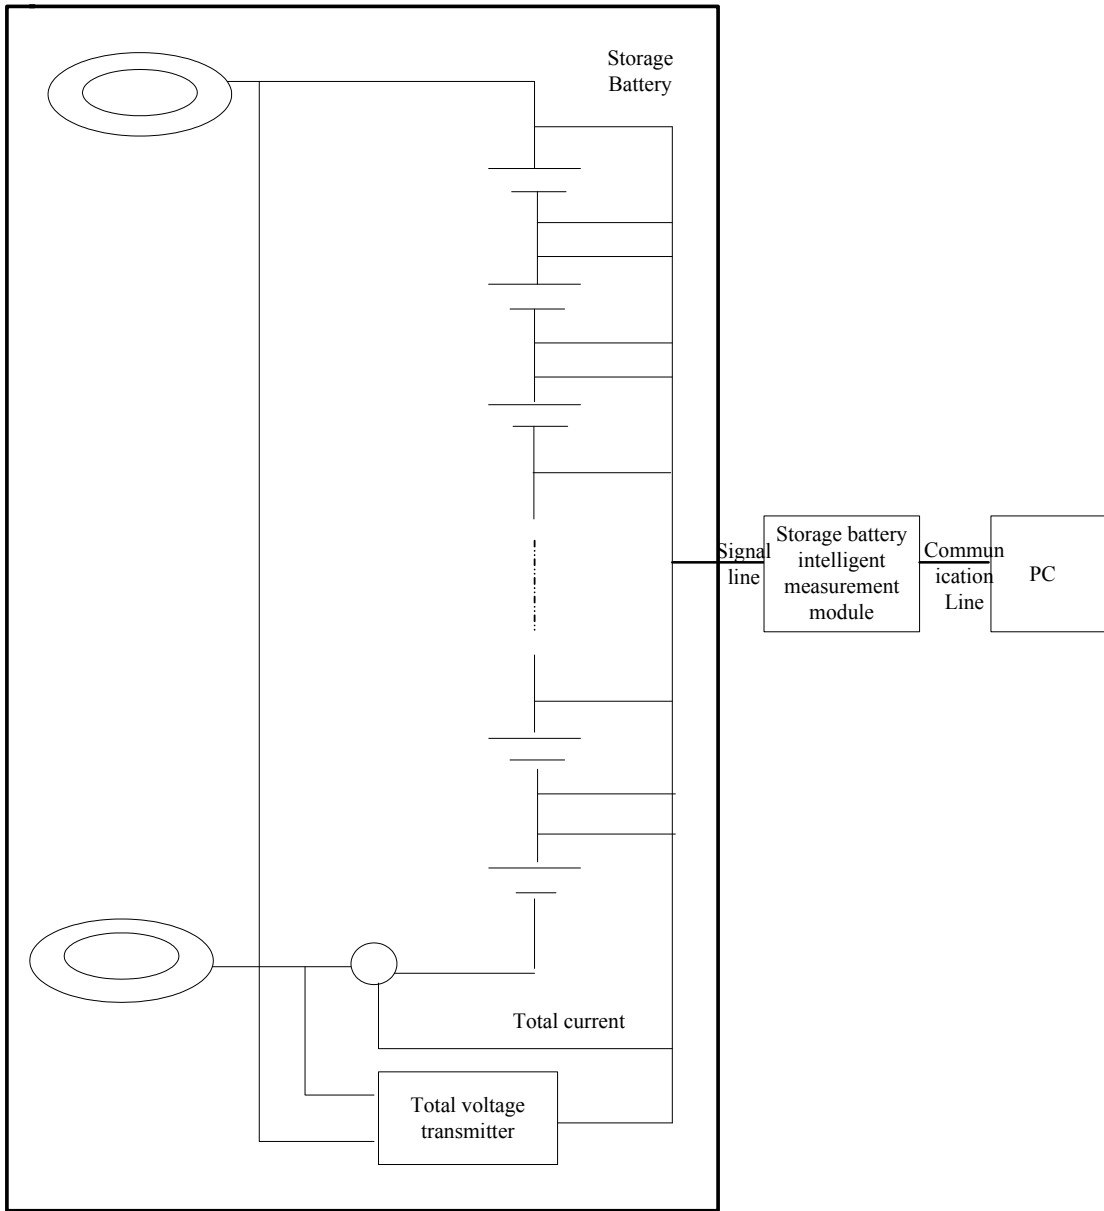 Storage
Battery
Signal
line
Storage battery
intelligent
measurement
module
Commun
ication
Line
PC
Total current
Total voltage
transmitter